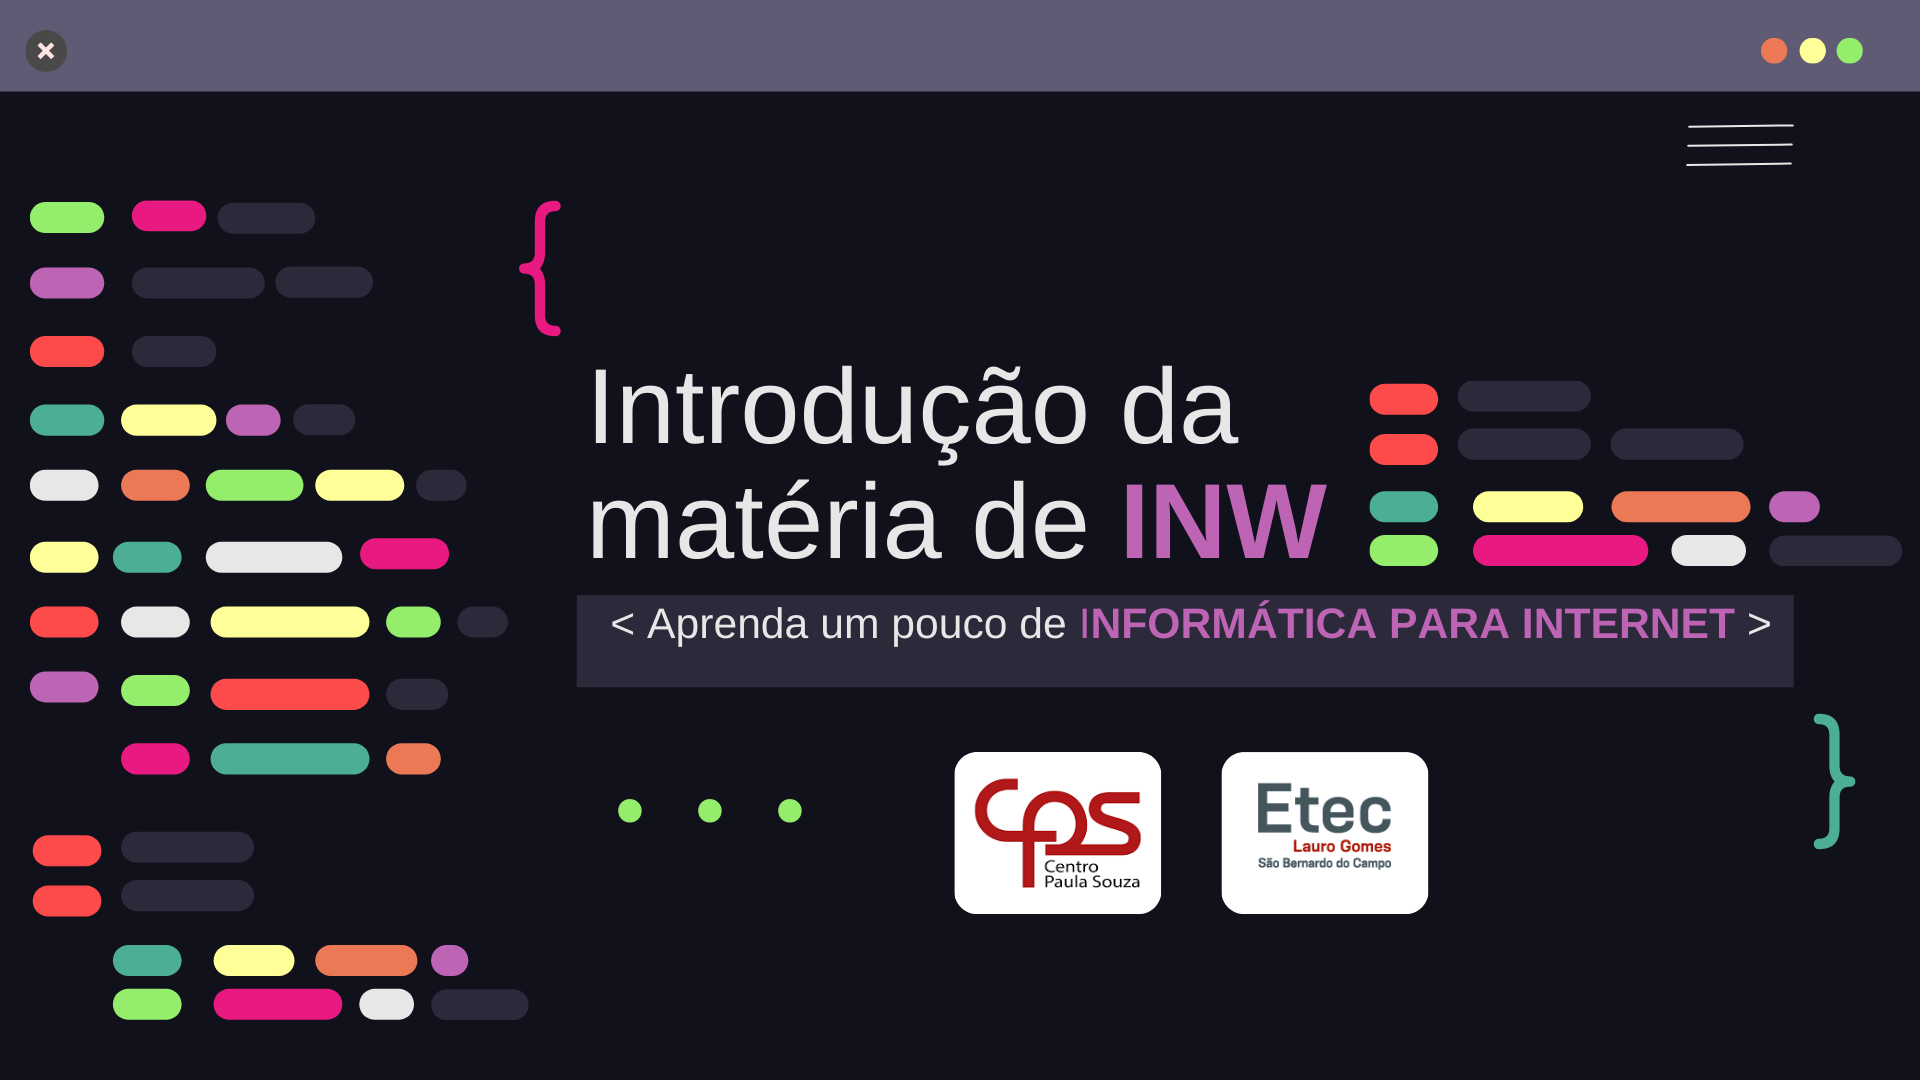 Introdução da
matéria de INW
< Aprenda um pouco de INFORMÁTICA PARA INTERNET >
cps
Centro
Paula Souza
Etec
Lauro Gomes
São Bernardo do Campo